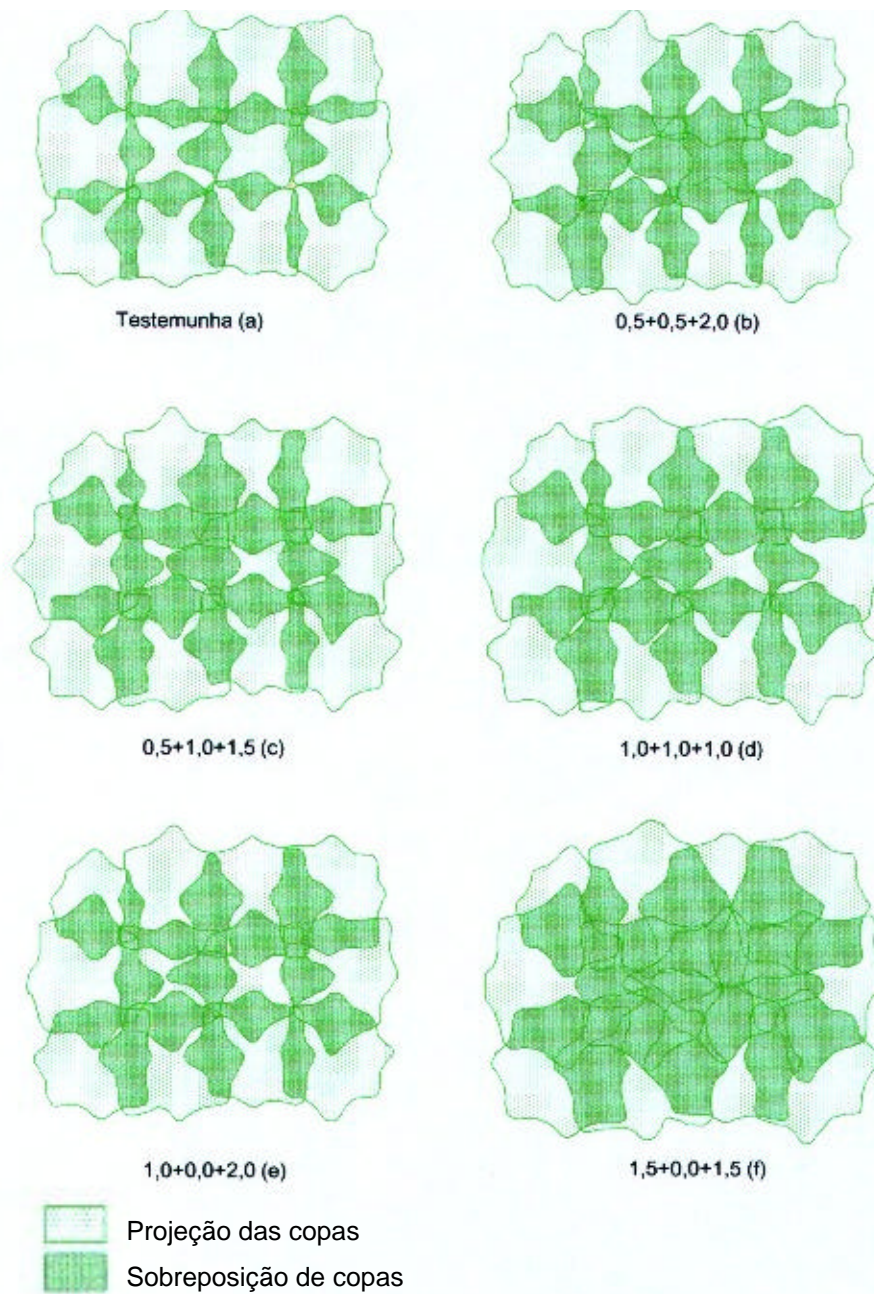 Testemunha (a)
0,5+0,5+2,0 (b)
0,5+1,0+1,5 (c)
1,0+1,0+1,0 (d)
1,0+0,0+2,0 (e)
1,5+0,0+1,5 (f)
Projeção das copas
Sobreposição de copas